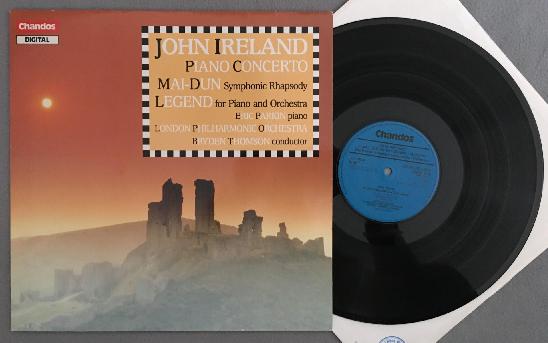 Chandos
DIGITAL
JOHN IRELAND
PIANO CONCERTO
MAI-DUN Symphonic Rhapsody
LEGEND for Piano and Orchestra
ERIC PARKIN piano
LONDON PHILHARMONIC ORCHESTRA
BRYDEN THOMSON conductor
Chandos